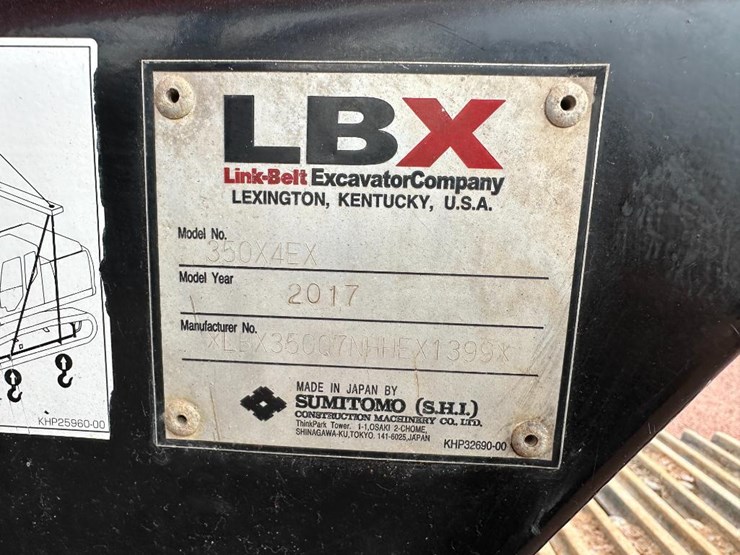 LBX
Link-Belt ExcavatorCompany
LEXINGTON, KENTUCKY, U.S.A.
Model No.
350X4EX
Model Year
2017
Manufacturer No.
MADE IN JAPAN BY
SUMITOMO (S.H.I.)
CONSTRUCTION MACHINERY CO., LTD.
ThinkPark Tower. 1-1,OSAKI 2-CHOME,
SHINAGAWA-KU,TOKYO. 141-6025,JAPAN
KHP32690-00
KHP25960-00